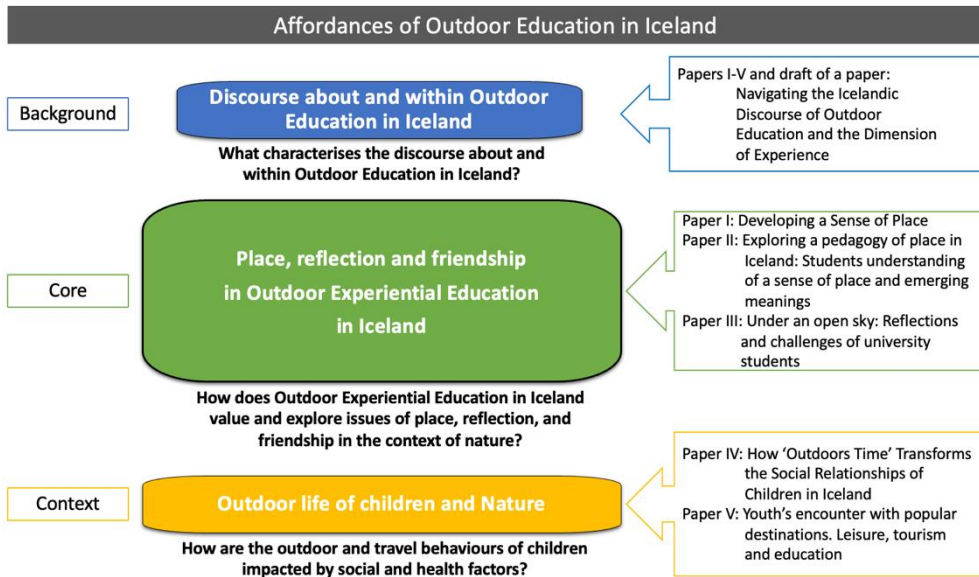 Affordances of Outdoor Education in Iceland
Background
Discourse about and within Outdoor
Education in Iceland
What characterises the discourse about and
within Outdoor Education in Iceland?
Papers I-V and draft of a paper:
Navigating the Icelandic
Discourse of Outdoor
Education and the Dimension
of Experience
Core
Place, reflection and friendship
in Outdoor Experiential Education
in Iceland
How does Outdoor Experiential Education in Iceland
value and explore issues of place, reflection, and
friendship in the context of nature?
Paper I: Developing a Sense of Place
Paper II: Exploring a pedagogy of place in
Iceland: Students understanding
of a sense of place and emerging
meanings
Paper III: Under an open sky: Reflections
and challenges of university
students
Context
Outdoor life of children and Nature
How are the outdoor and travel behaviours of children
impacted by social and health factors?
Paper IV: How ‘Outdoors Time’ Transforms
the Social Relationships of
Children in Iceland
Paper V: Youth’s encounter with popular
destinations. Leisure, tourism
and education